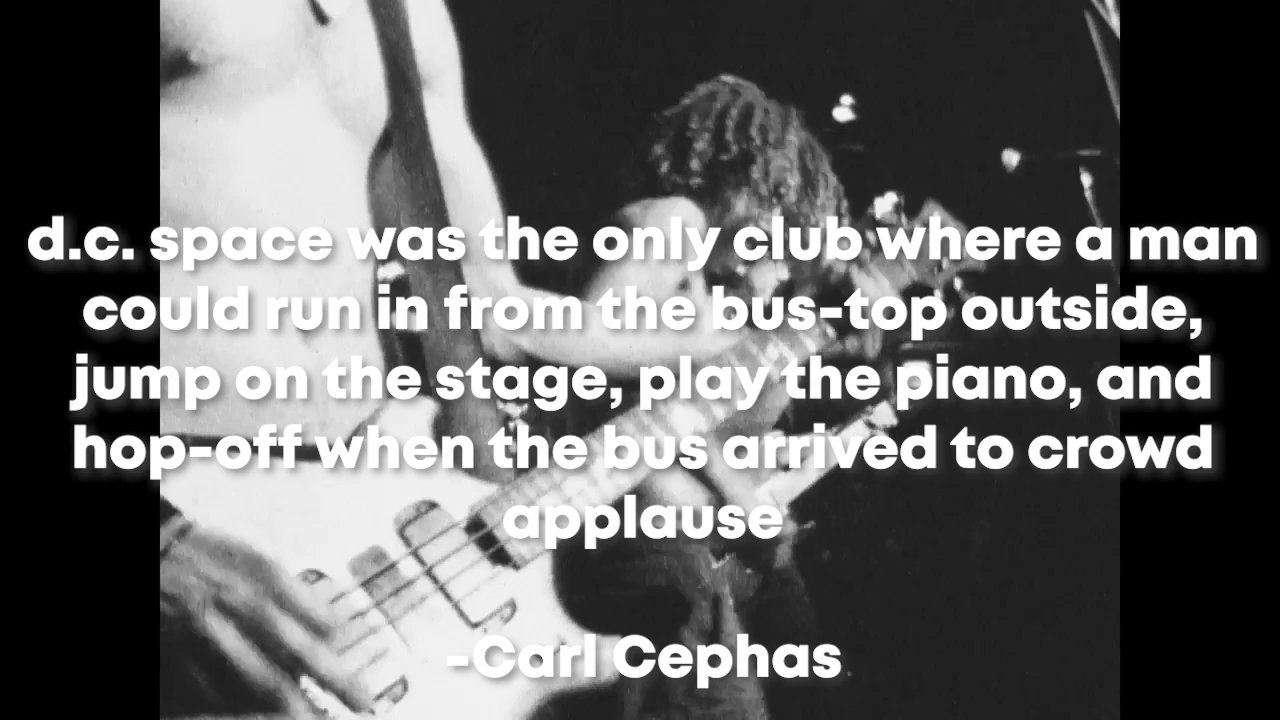 d.c. space was the only club where a man
could run in from the bus-top outside,
jump on the stage, play the piano, and
hop-off when the bus arrived to crowd
applause
-Carl Cephas